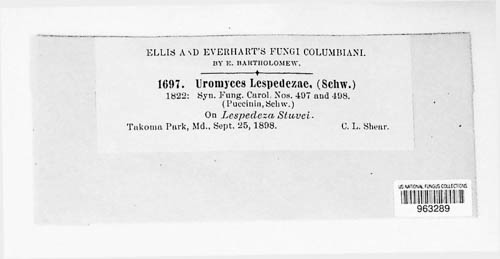 ELLIS AND EVERHART'S FUNGI COLUMBIANI.
BY E. BARTHOLOMEW.
1697. Uromyces Lespedezae, (Schw.)
1822: Syn. Fung. Carol. Nos. 497 and 498.
(Puccinia, Schw.)
On Lespedeza Stuvei.
Takoma Park, Md., Sept. 25, 1898. C. L. Shear.
US NATIONAL FUNGUS COLLECTIONS
963289